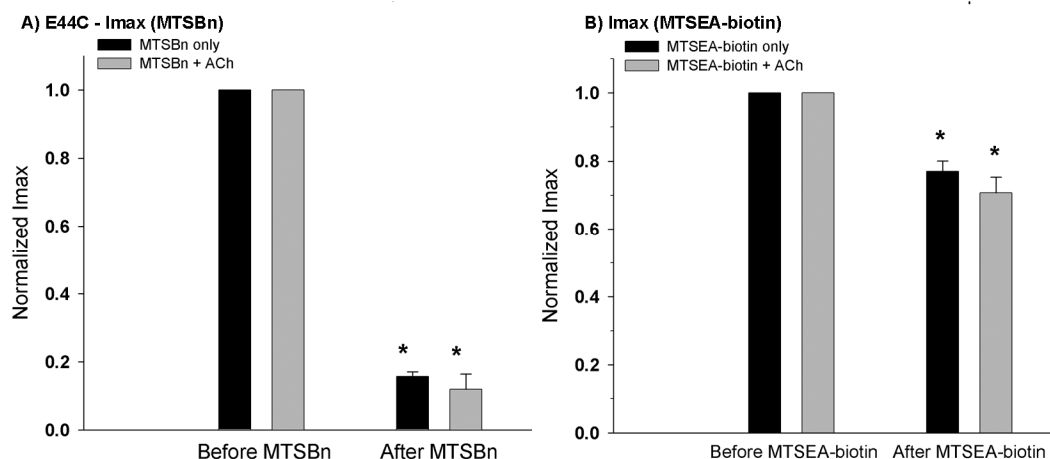 A) E44C - Imax (MTSBn)
MTSBn only
MTSBn + ACh
Normalized Imax
1.0
0.8
0.6
0.4
0.2
0.0
* *
Before MTSBn After MTSBn
B) Imax (MTSEA-biotin)
MTSEA-biotin only
MTSEA-biotin + ACh
Normalized Imax
1.0
0.8
0.6
0.4
0.2
0.0
* *
Before MTSEA-biotin After MTSEA-biotin